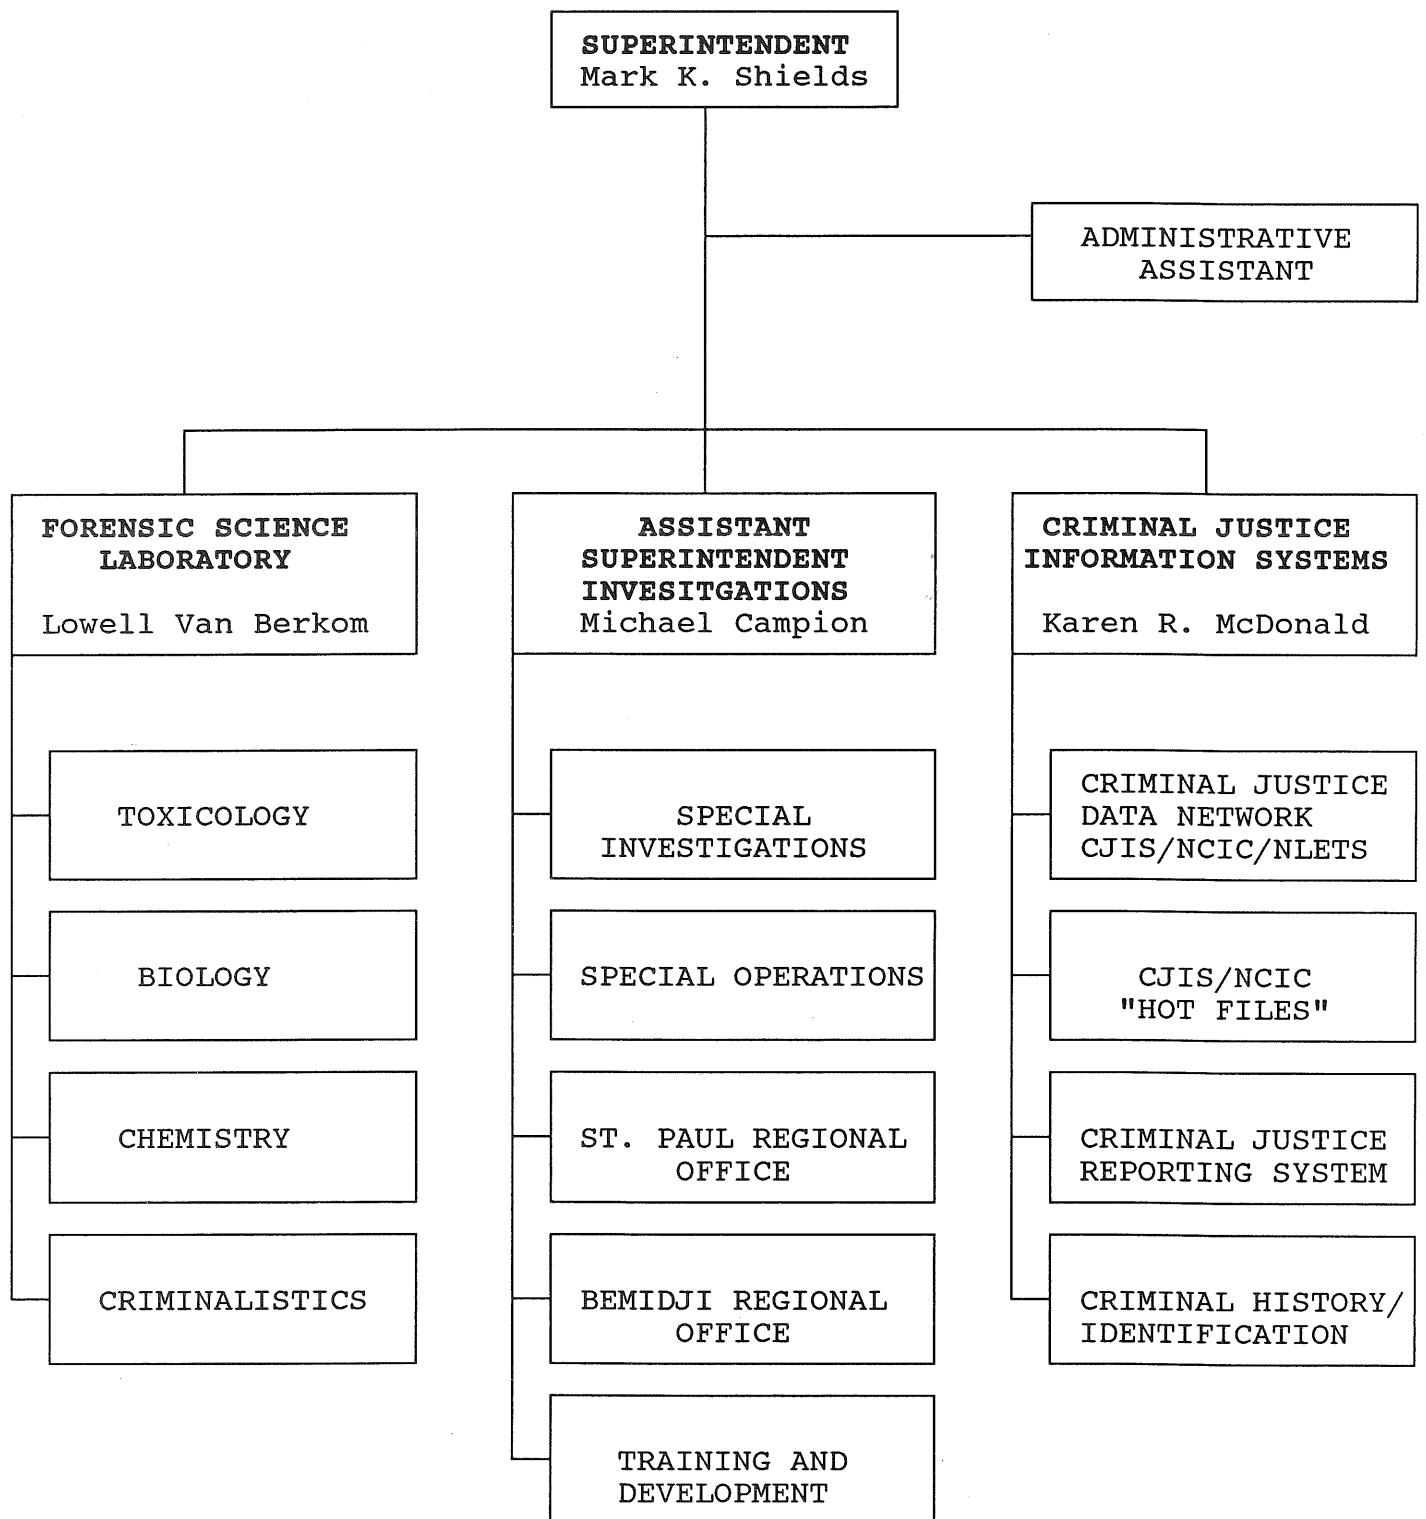 SUPERINTENDENT
Mark K. Shields
ADMINISTRATIVE
ASSISTANT
FORENSIC SCIENCE
LABORATORY
Lowell Van Berkom
ASSISTANT
SUPERINTENDENT
INVESITGATIONS
Michael Campion
CRIMINAL JUSTICE
INFORMATION SYSTEMS
Karen R. McDonald
TOXICOLOGY
BIOLOGY
CHEMISTRY
CRIMINALISTICS
SPECIAL
INVESTIGATIONS
SPECIAL OPERATIONS
ST. PAUL REGIONAL
OFFICE
BEMIDJI REGIONAL
OFFICE
TRAINING AND
DEVELOPMENT
CRIMINAL JUSTICE
DATA NETWORK
CJIS/NCIC/NLETS
CJIS/NCIC
"HOT FILES"
CRIMINAL JUSTICE
REPORTING SYSTEM
CRIMINAL HISTORY/
IDENTIFICATION